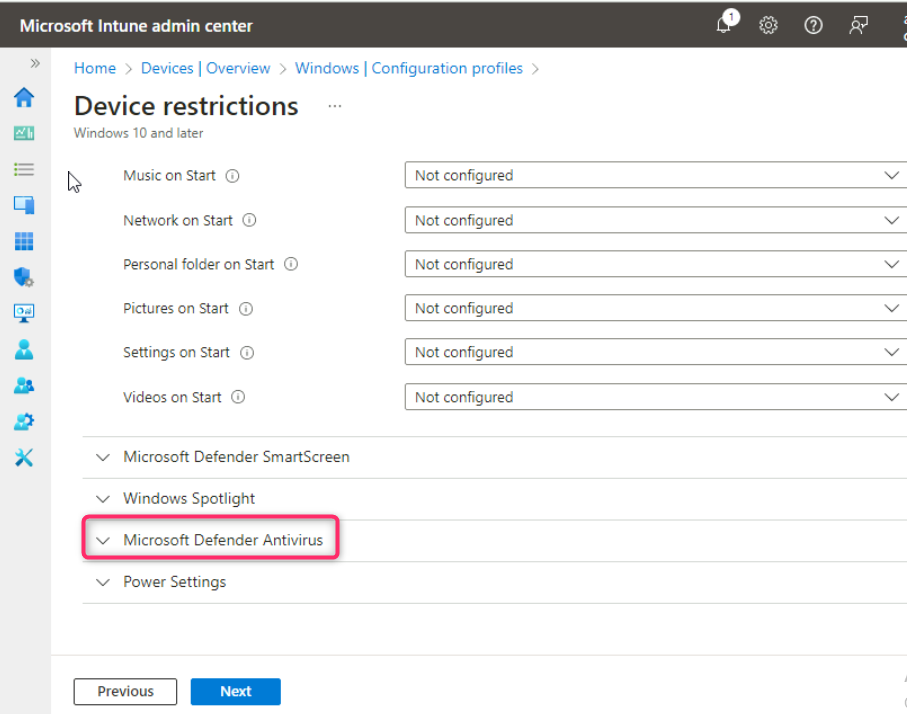 Microsoft Intune admin center
1
Home > Devices | Overview > Windows | Configuration profiles >
Device restrictions ...
Windows 10 and later
Music on Start Not configured
Network on Start Not configured
Personal folder on Start Not configured
Pictures on Start Not configured
Settings on Start Not configured
Videos on Start Not configured
Microsoft Defender SmartScreen
Windows Spotlight
Microsoft Defender Antivirus
Power Settings
Previous Next